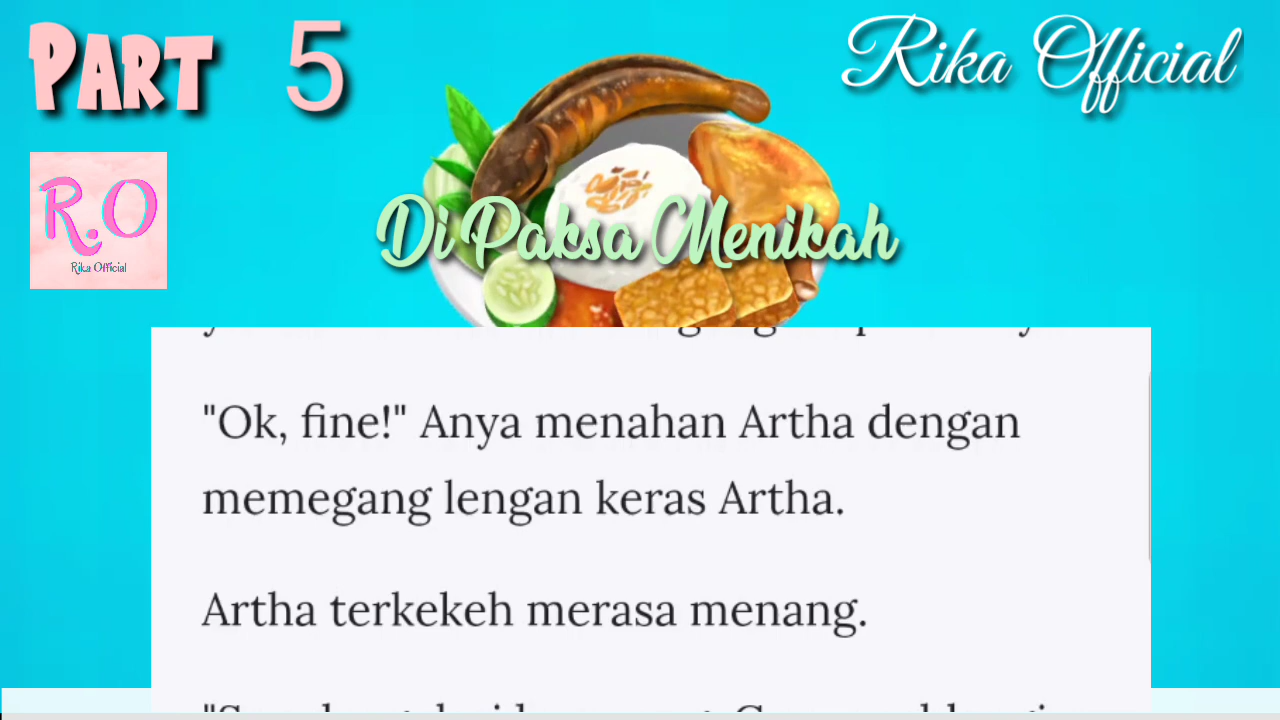 PART 5
Rika Official
R.O
Rika Official
Di Paksa Menikah
"Ok, fine!" Anya menahan Artha dengan
memegang lengan keras Artha.
Artha terkekeh merasa menang.